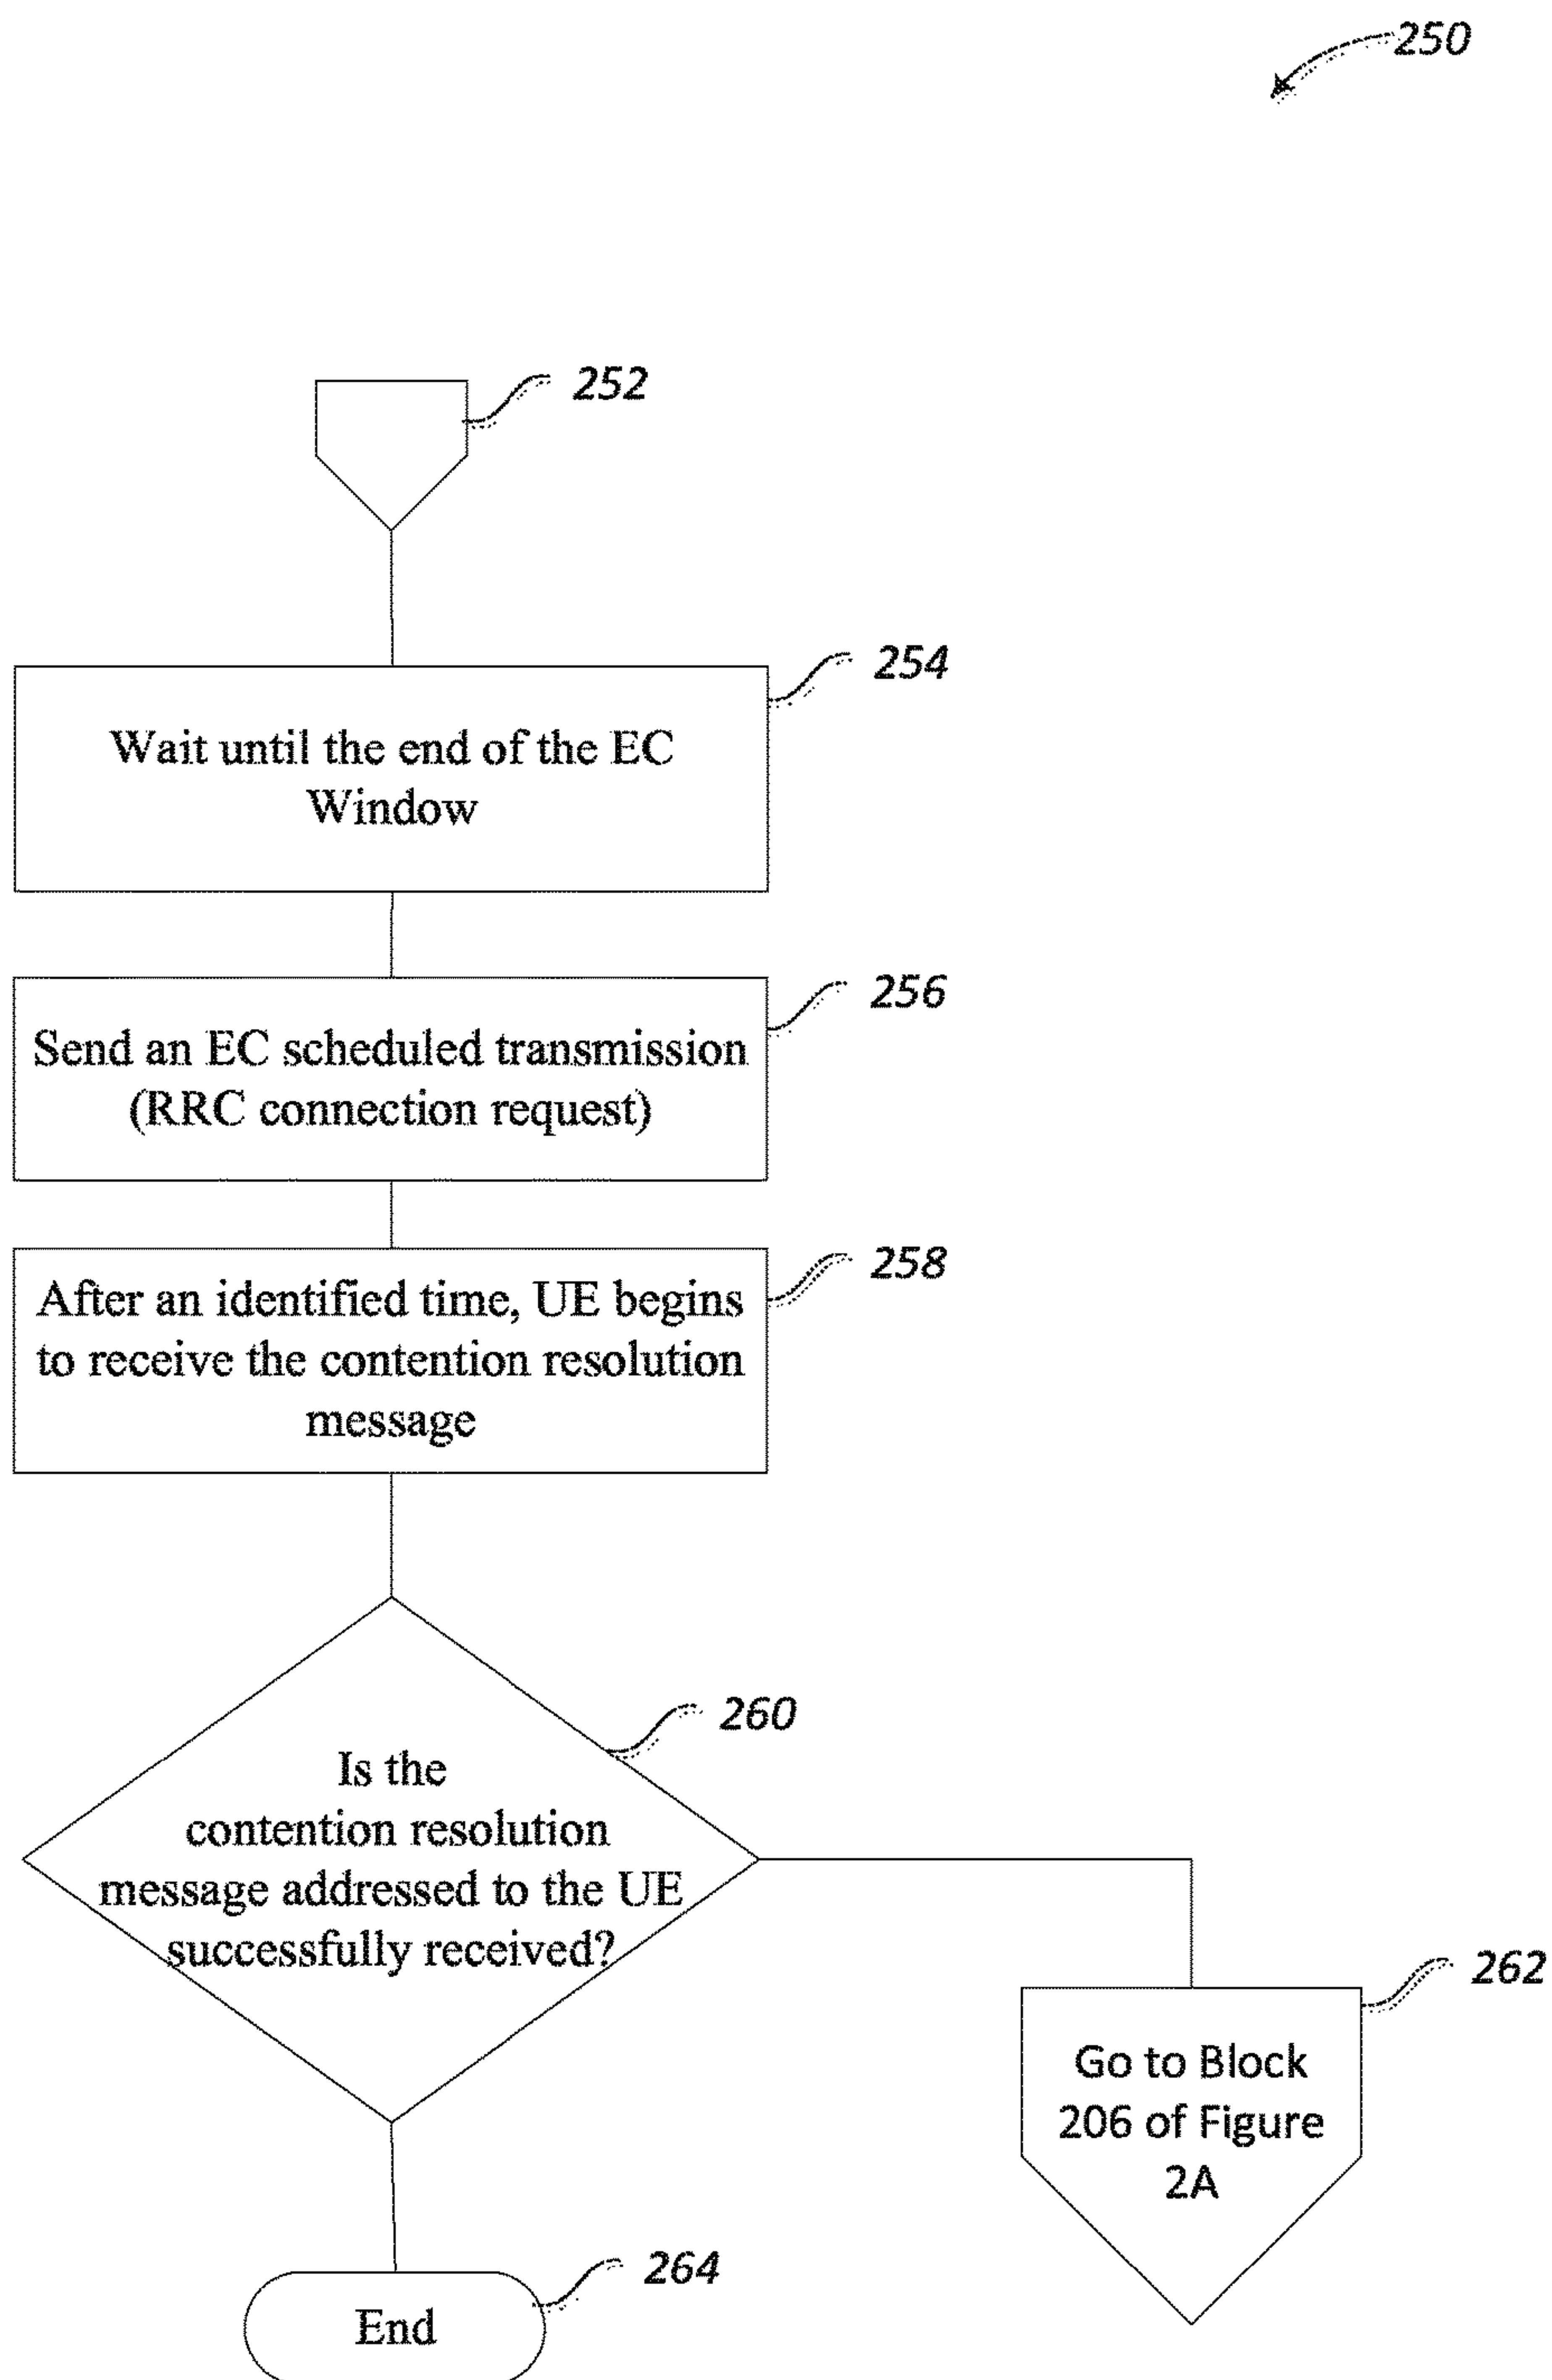 250
252
254
Wait until the end of the EC
Window
256
Send an EC scheduled transmission
(RRC connection request)
258
After an identified time, UE begins
to receive the contention resolution
message
260
Is the
contention resolution
message addressed to the UE
successfully received?
262
Go to Block
206 of Figure
2A
264
End